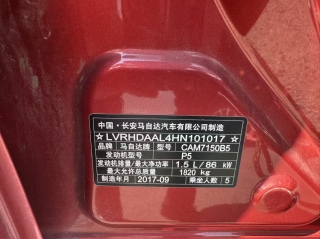 中国·长安马自达汽车有限公司制造
★LVRHDAAL4HN101017★
品牌 马自达牌 型号 CAM7150B5
发动机型号 P5
发动机排量/最大净功率 1.5 L/86 kW
最大允许总质量 1820 kg
制造年月 2017-09 乘坐人数 5